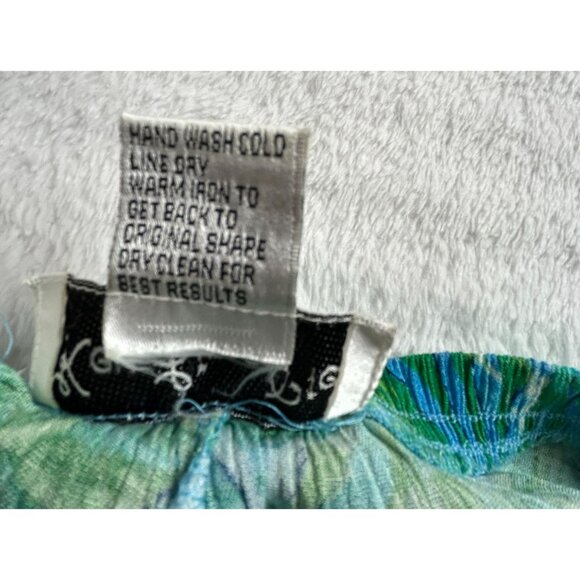 HAND WASH COLD
LINE DRY
WARM IRON TO
GET BACK TO
ORIGINAL SHAPE
DRY CLEAN FOR
BEST RESULTS